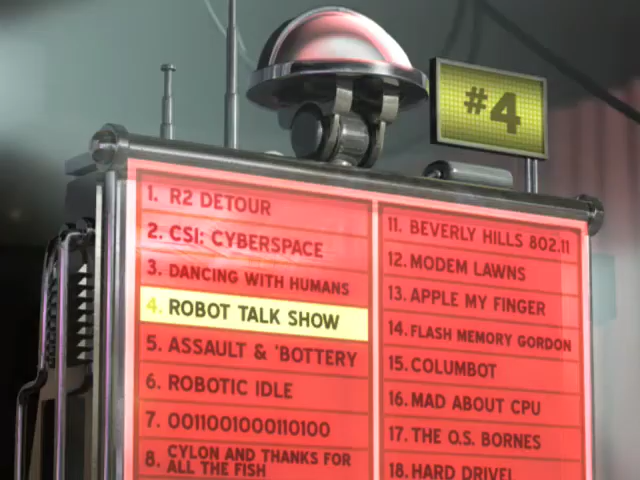 #4
1. R2 DETOUR
2. CSI: CYBERSPACE
3. DANCING WITH HUMANS
4. ROBOT TALK SHOW
5. ASSAULT & 'BOTTERY
6. ROBOTIC IDLE
7. 0011001000110100
8. CYLON AND THANKS FOR
ALL THE FISH
11. BEVERLY HILLS 802.11
12. MODEM LAWNS
13. APPLE MY FINGER
14. FLASH MEMORY GORDON
15. COLUMBOT
16. MAD ABOUT CPU
17. THE O.S. BORNES
18. HARD DRIVE!